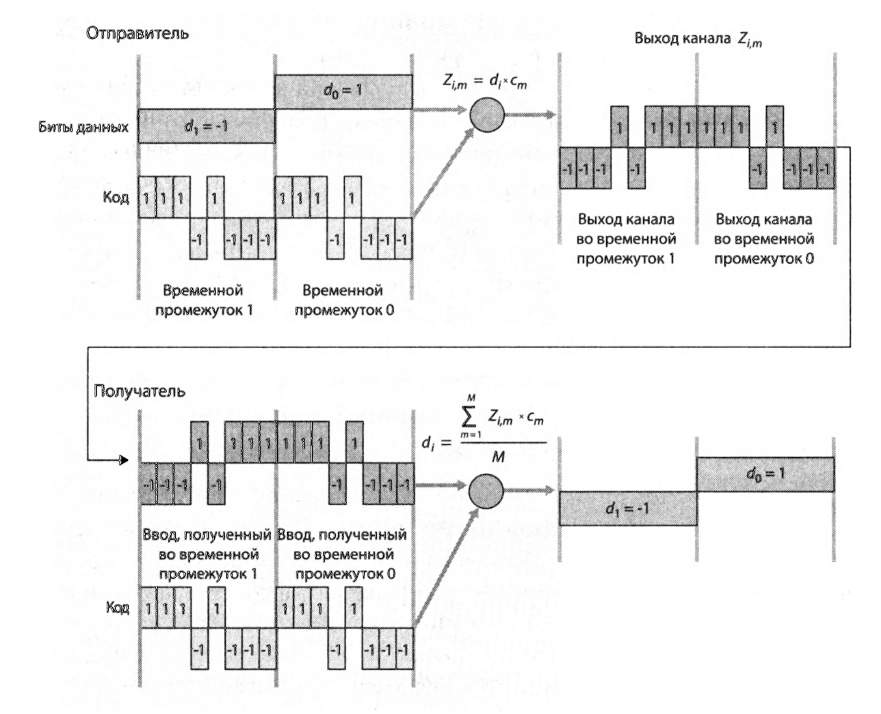 Отправитель
Выход канала Z_{i,m}
Z_{i,m} = d_i × c_m
d_0 = 1
Биты данных
d_1 = -1
1 1 1 1 1 1 1 1
-1 -1 -1 -1 -1 -1 -1 -1
Код
1 1 1 1 1 1 1 1
-1 -1 -1 -1 -1 -1 -1 -1
Выход канала
во временной
промежуток 1
Выход канала
во временной
промежуток 0
Временной
промежуток 1
Временной
промежуток 0
Получатель
1 1 1 1 1 1 1 1
-1 -1 -1 -1 -1 -1 -1 -1
d_i = \frac{\sum_{m=1}^{M} Z_{i,m} × c_m}{M}
d_0 = 1
d_1 = -1
Ввод, полученный
во временной
промежуток 1
Ввод, полученный
во временной
промежуток 0
Код
1 1 1 1 1 1 1 1
-1 -1 -1 -1 -1 -1 -1 -1